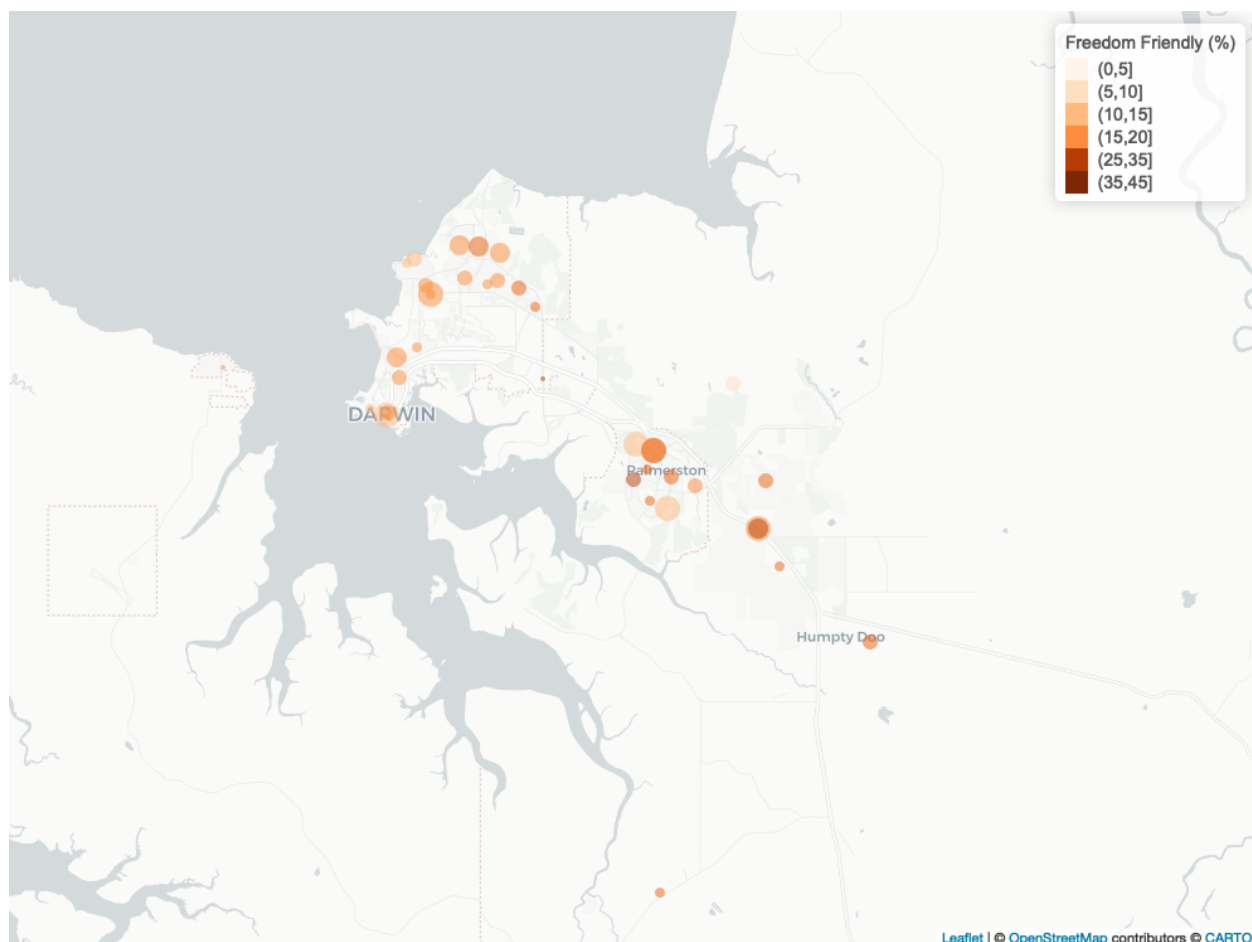 Freedom Friendly (%)
(0,5]
(5,10]
(10,15]
(15,20]
(25,35]
(35,45]
DARWIN
Palmerston
Humpty Doo
Leaflet | © OpenStreetMap contributors © CARTO